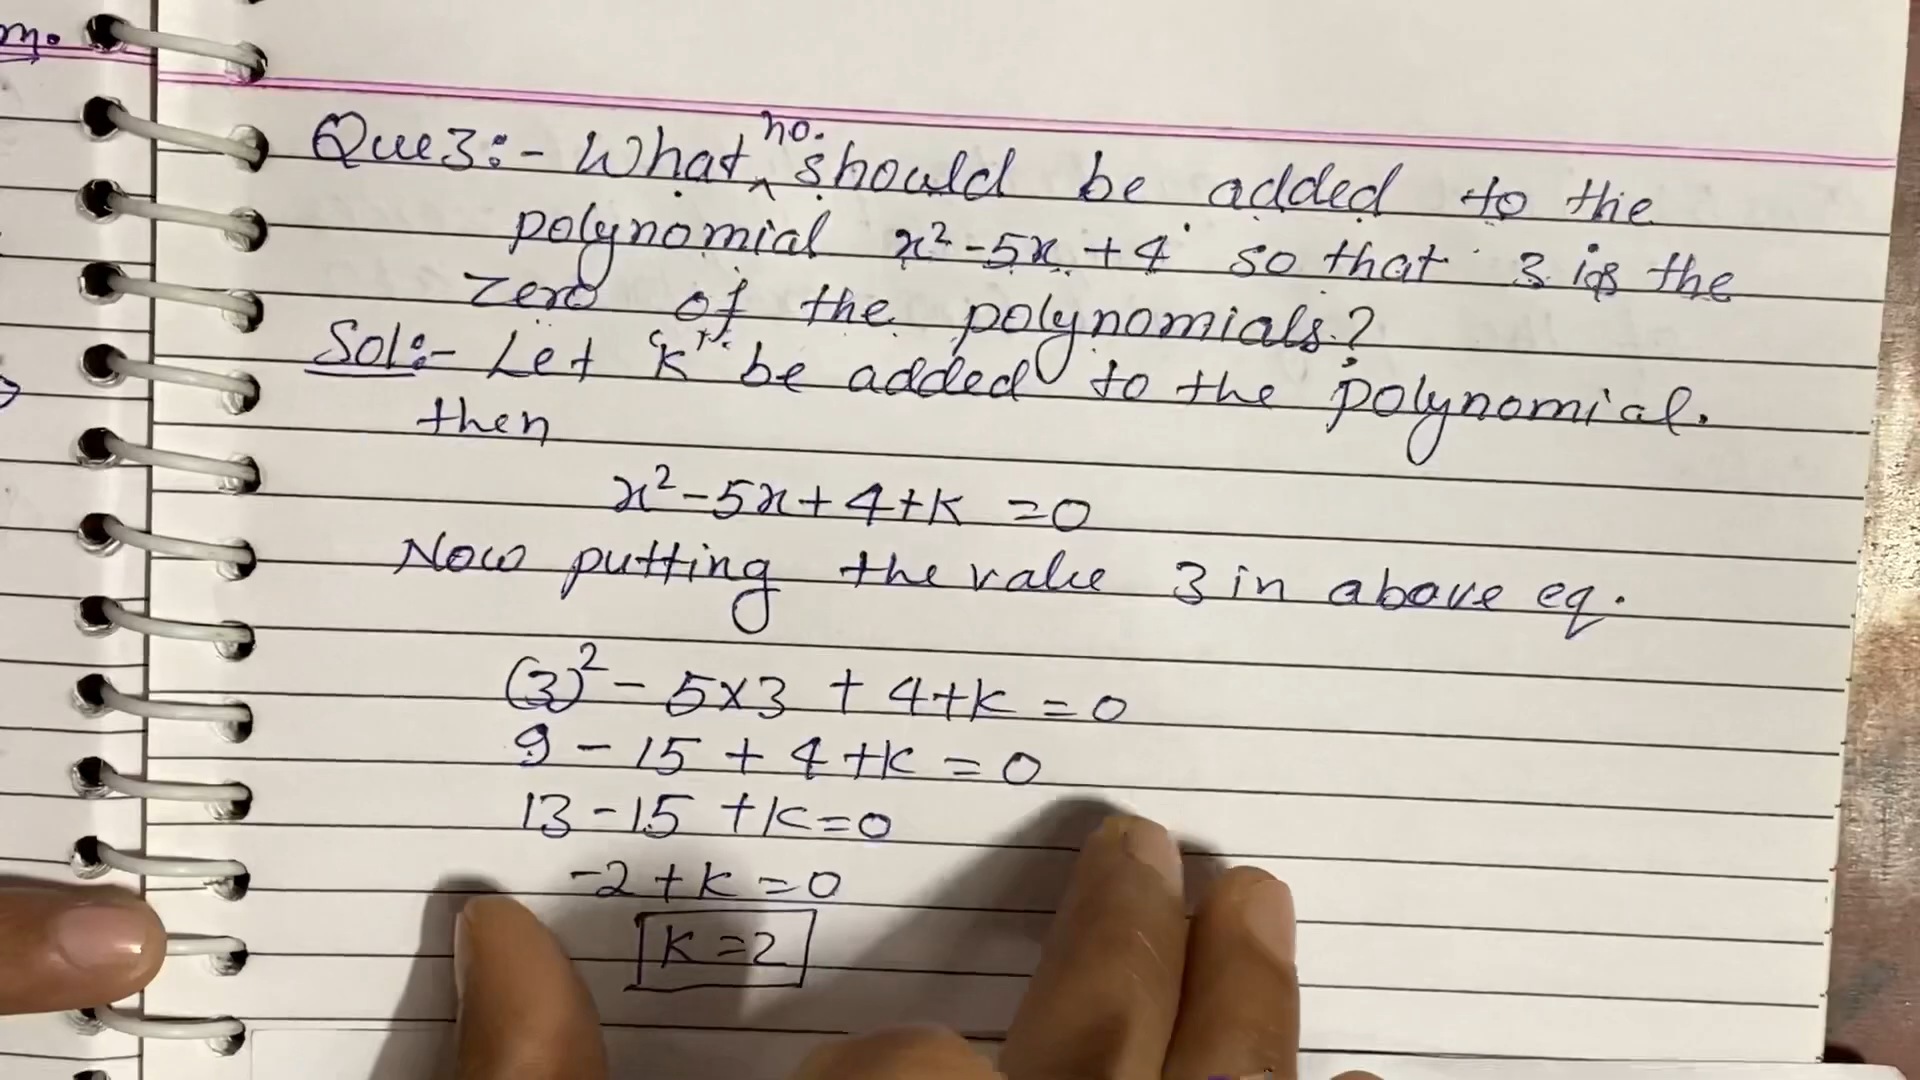 m.
Que3:- What no. should be added to the
polynomial x² - 5x + 4 so that 3 is the
zero of the polynomials?
Sol:- Let 'k' be added to the polynomial.
then
x² - 5x + 4 + k = 0
Now putting the value 3 in above eq.
(3)² - 5×3 + 4 + k = 0
9 - 15 + 4 + k = 0
13 - 15 + k = 0
-2 + k = 0
k = 2